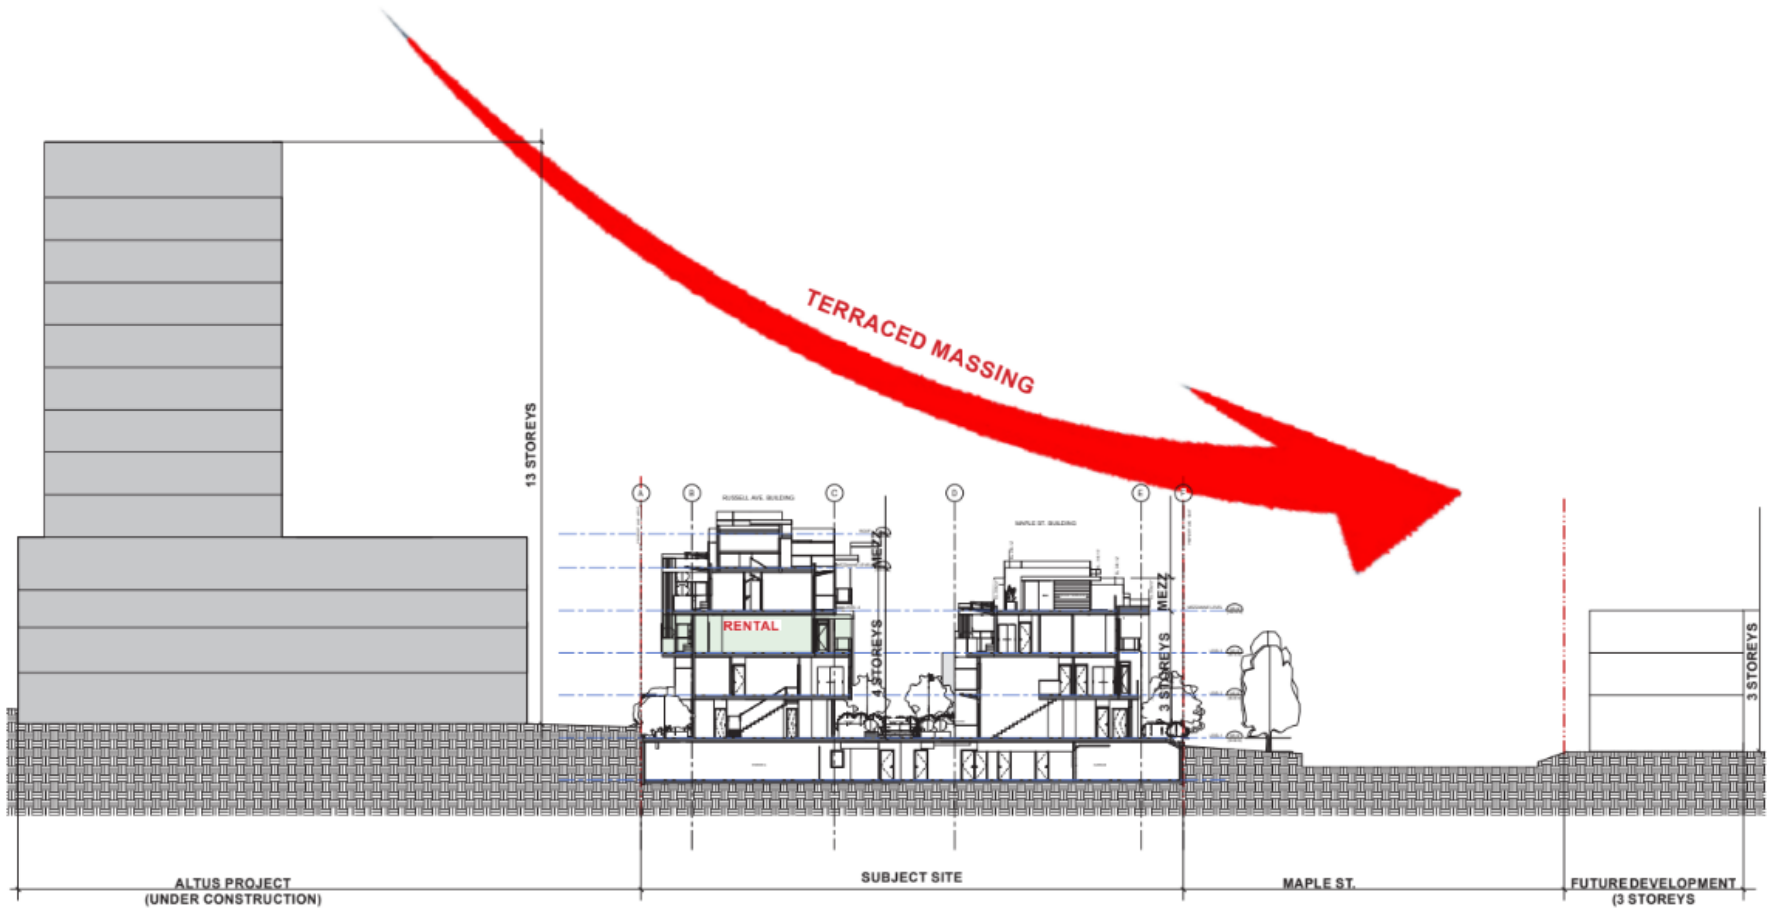 TERRACED MASSING
13 STOREYS
A
B
C
D
E
F
RUSSELL AVE. BUILDING
MAPLE ST. BUILDING
MEZZ
4 STOREYS
MEZZ
3 STOREYS
RENTAL
3 STOREYS
ALTUS PROJECT
(UNDER CONSTRUCTION)
SUBJECT SITE
MAPLE ST.
FUTURE DEVELOPMENT
(3 STOREYS